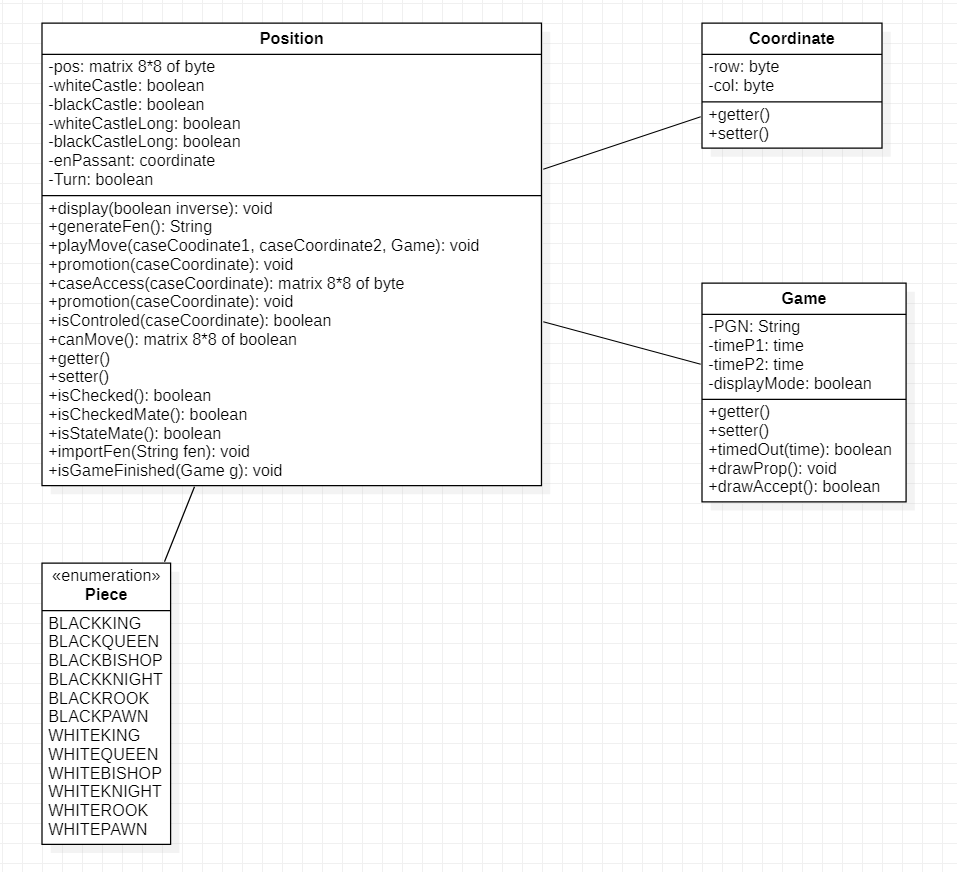 Position
-pos: matrix 8*8 of byte
-whiteCastle: boolean
-blackCastle: boolean
-whiteCastleLong: boolean
-blackCastleLong: boolean
-enPassant: coordinate
-Turn: boolean
+display(boolean inverse): void
+generateFen(): String
+playMove(caseCoodinate1, caseCoordinate2, Game): void
+promotion(caseCoordinate): void
+caseAccess(caseCoordinate): matrix 8*8 of byte
+promotion(caseCoordinate): void
+isControled(caseCoordinate): boolean
+canMove(): matrix 8*8 of boolean
+getter()
+setter()
+isChecked(): boolean
+isCheckedMate(): boolean
+isStateMate(): boolean
+importFen(String fen): void
+isGameFinished(Game g): void
Coordinate
-row: byte
-col: byte
+getter()
+setter()
Game
-PGN: String
-timeP1: time
-timeP2: time
-displayMode: boolean
+getter()
+setter()
+timedOut(time): boolean
+drawProp(): void
+drawAccept(): boolean
«enumeration»
Piece
BLACKKING
BLACKQUEEN
BLACKBISHOP
BLACKKNIGHT
BLACKROOK
BLACKPAWN
WHITEKING
WHITEQUEEN
WHITEBISHOP
WHITEKNIGHT
WHITEROOK
WHITEPAWN